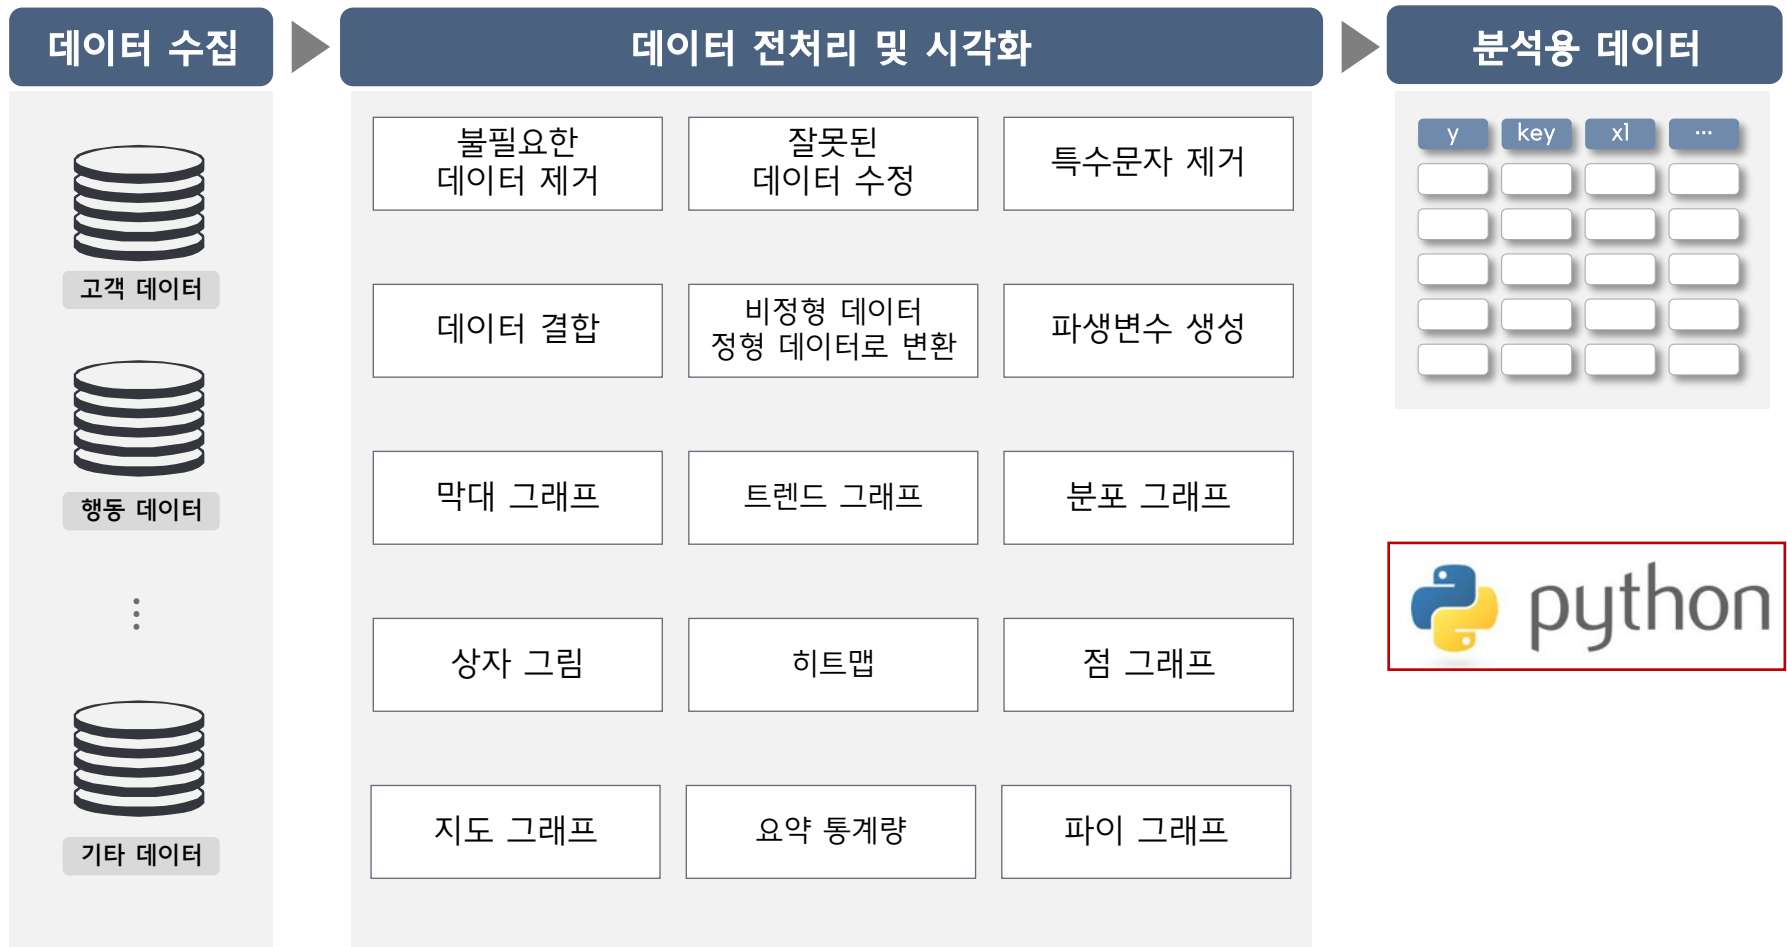 데이터 수집
데이터 전처리 및 시각화
분석용 데이터
고객 데이터
행동 데이터
⋮
기타 데이터
불필요한
데이터 제거
잘못된
데이터 수정
특수문자 제거
데이터 결합
비정형 데이터
정형 데이터로 변환
파생변수 생성
막대 그래프
트렌드 그래프
분포 그래프
상자 그림
히트맵
점 그래프
지도 그래프
요약 통계량
파이 그래프
y key x1 ...
python